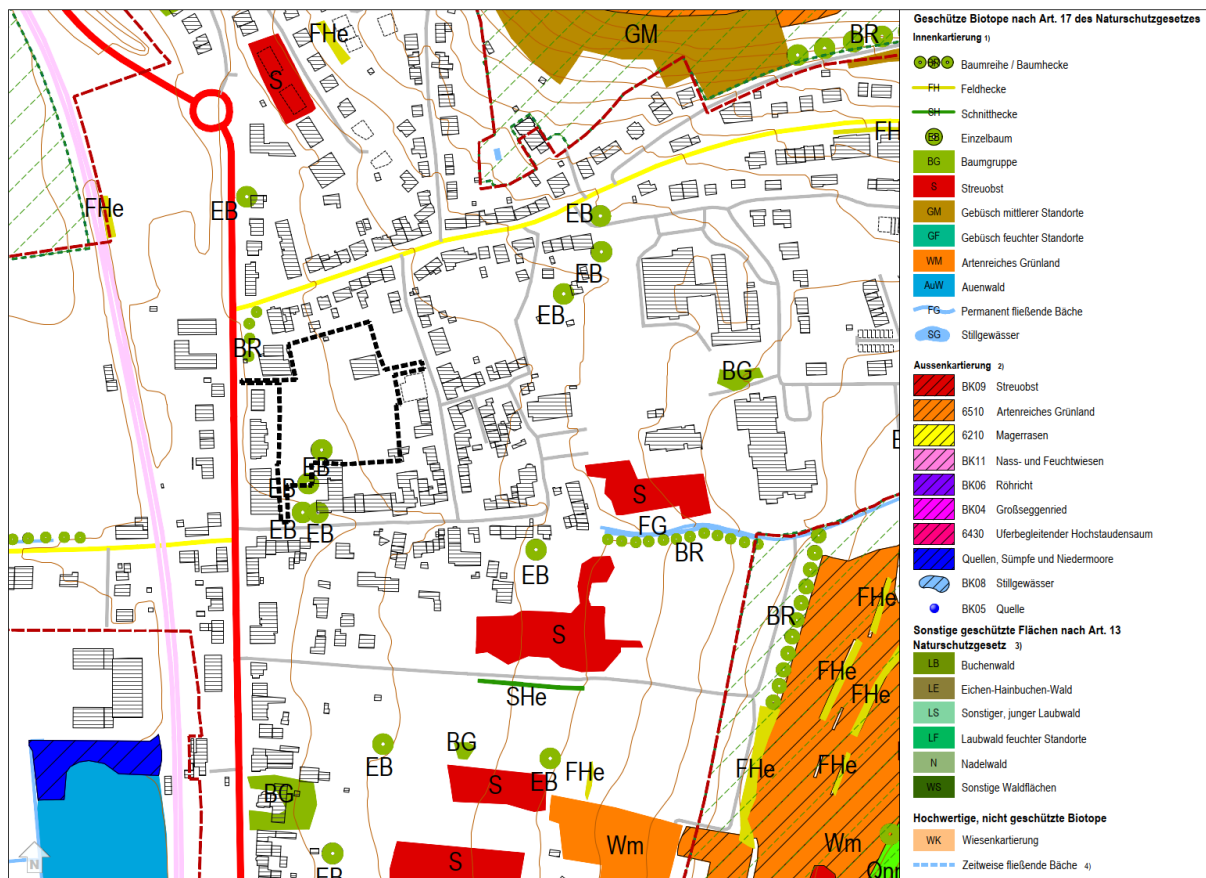 FHe
GM
BR
S
FH
FHe
EB
EB
EB
EB
BR
BG
EB
EB
EB
EB
S
FG
BR
EB
S
BR
FHe
FHe
FHe
SHe
FHe
EB
BG
EB
FHe
FHe
S
BG
Wm
Wm
S
EB
N
Geschütze Biotope nach Art. 17 des Naturschutzgesetzes
Innenkartierung 1)
BR Baumreihe / Baumhecke
FH Feldhecke
SH Schnitthecke
EB Einzelbaum
BG Baumgruppe
S Streuobst
GM Gebüsch mittlerer Standorte
GF Gebüsch feuchter Standorte
WM Artenreiches Grünland
AuW Auenwald
FG Permanent fließende Bäche
SG Stillgewässer
Aussenkartierung 2)
BK09 Streuobst
6510 Artenreiches Grünland
6210 Magerrasen
BK11 Nass- und Feuchtwiesen
BK06 Röhricht
BK04 Großseggenried
6430 Uferbegleitender Hochstaudensaum
Quellen, Sümpfe und Niedermoore
BK08 Stillgewässer
BK05 Quelle
Sonstige geschützte Flächen nach Art. 13
Naturschutzgesetz 3)
LB Buchenwald
LE Eichen-Hainbuchen-Wald
LS Sonstiger, junger Laubwald
LF Laubwald feuchter Standorte
N Nadelwald
WS Sonstige Waldflächen
Hochwertige, nicht geschützte Biotope
WK Wiesenkartierung
Zeitweise fließende Bäche 4)